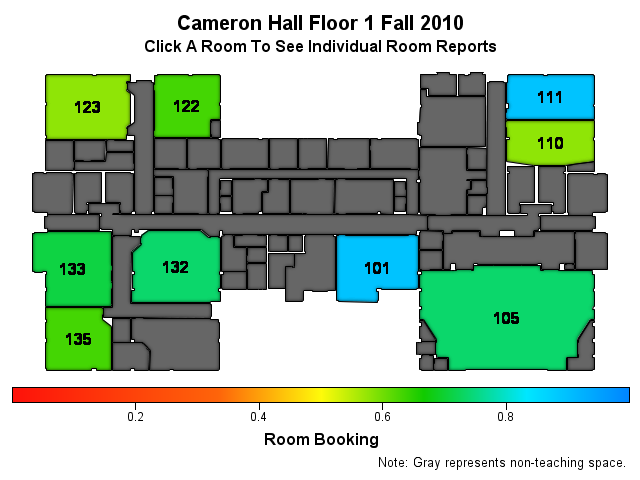 Cameron Hall Floor 1 Fall 2010
Click A Room To See Individual Room Reports
123
122
111
110
133
132
101
135
105
0.2 0.4 0.6 0.8
Room Booking
Note: Gray represents non-teaching space.